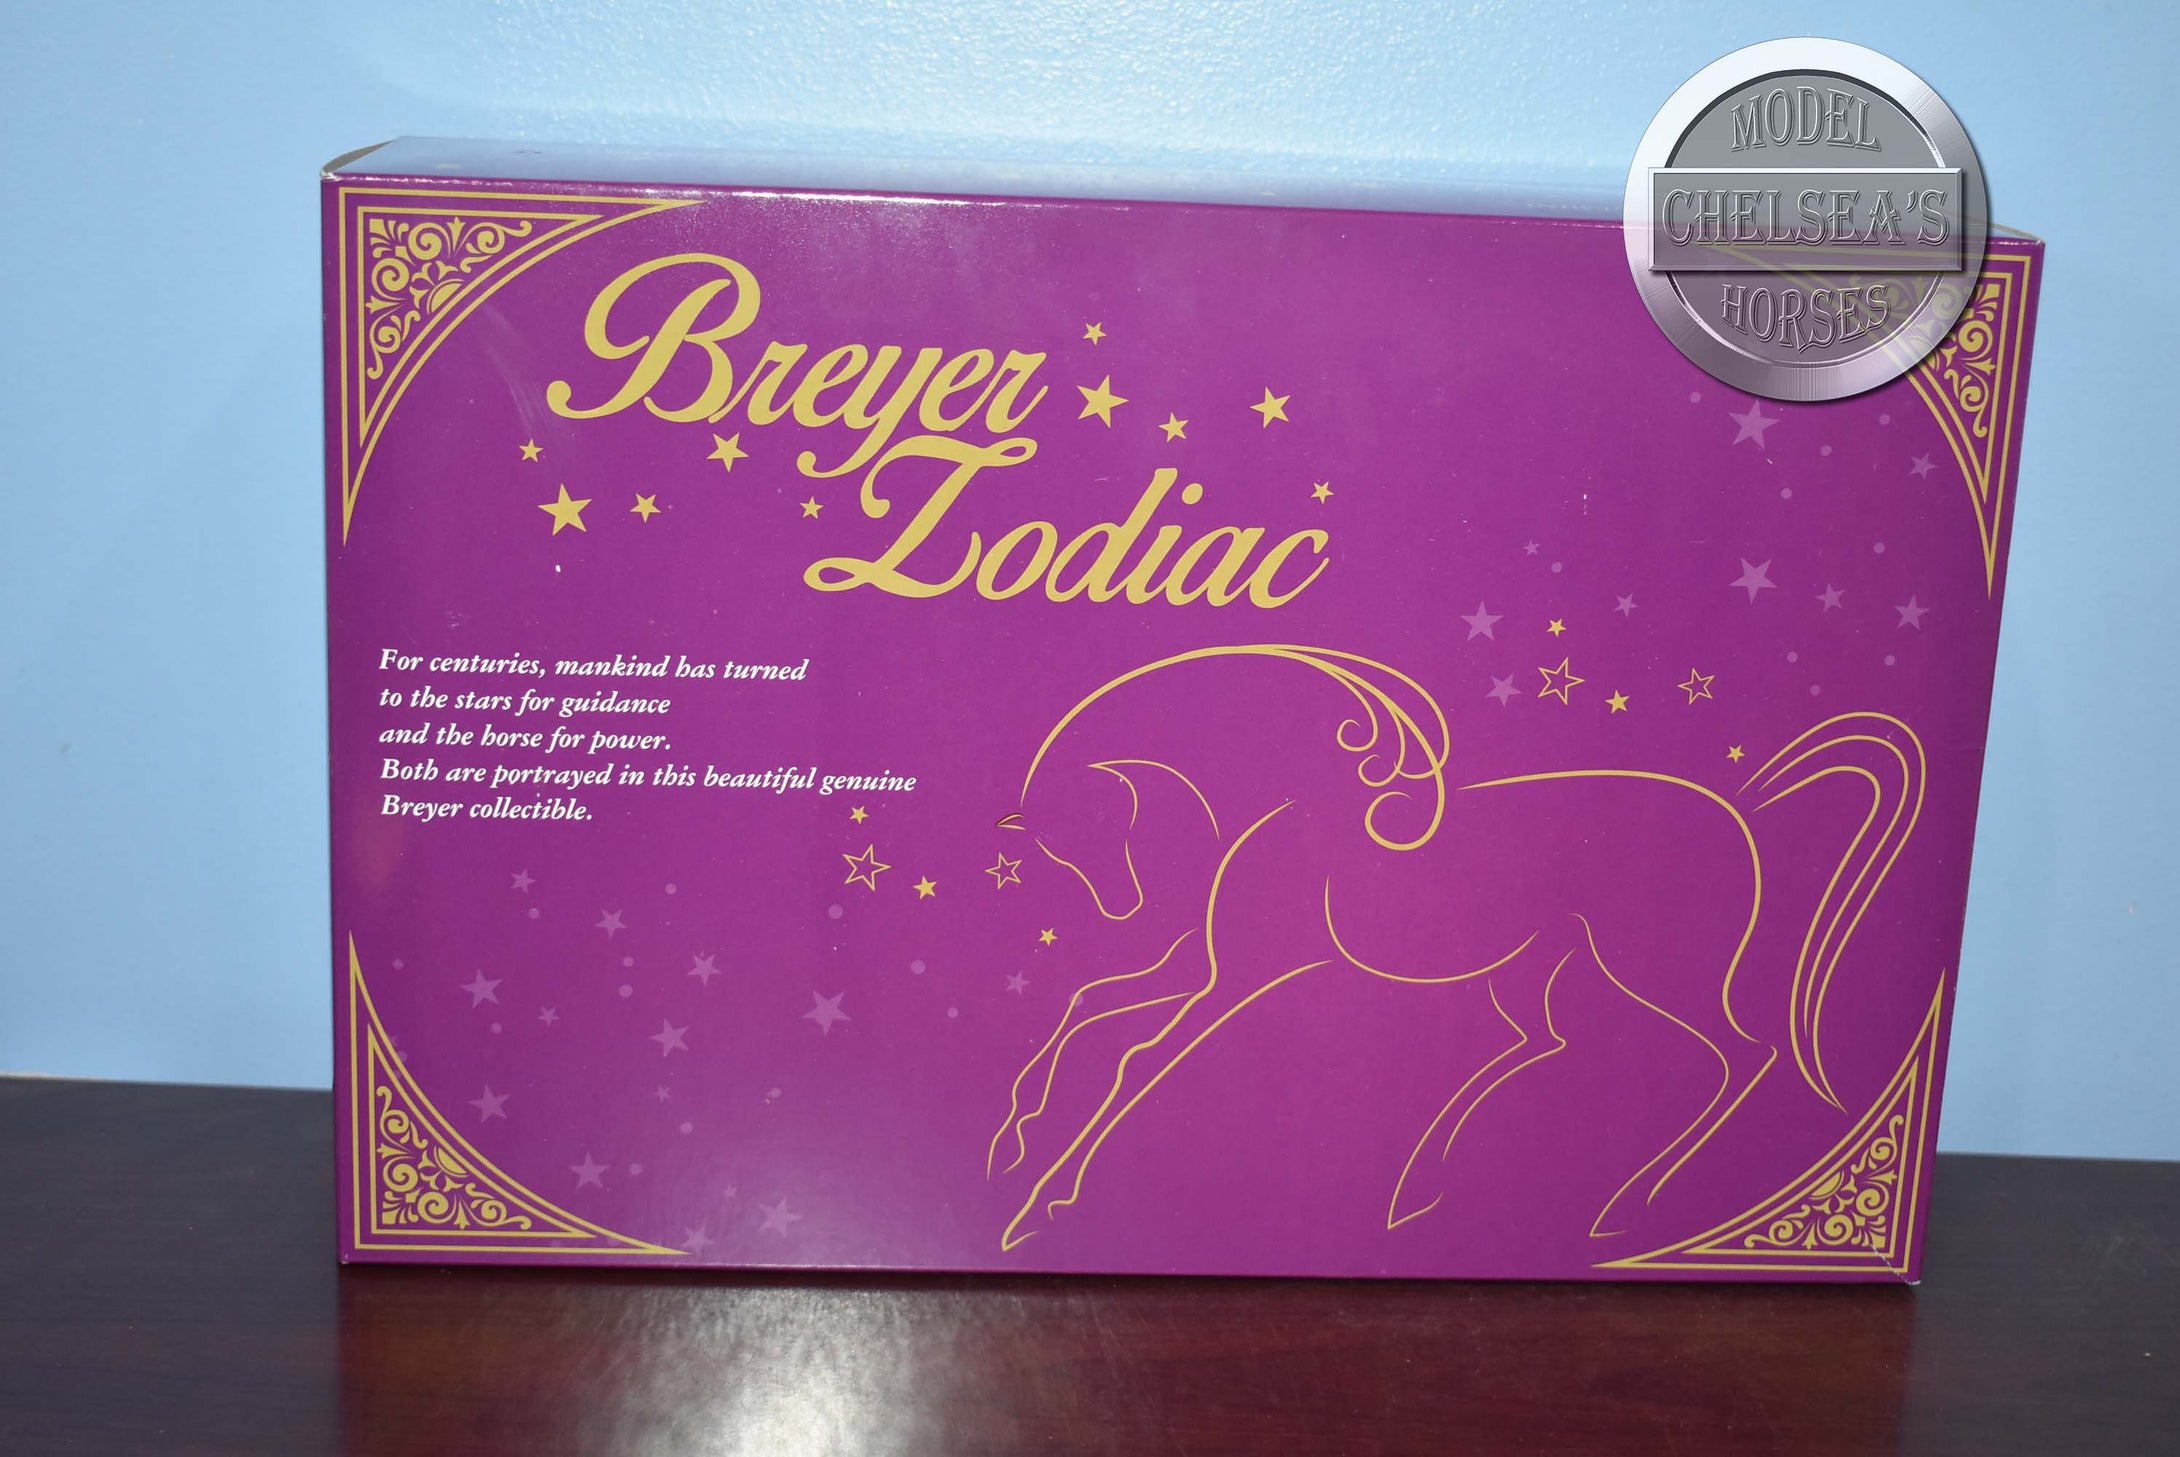 MODEL
CHELSEA'S
HORSES
Breyer
Zodiac
For centuries, mankind has turned
to the stars for guidance
and the horse for power.
Both are portrayed in this beautiful genuine
Breyer collectible.